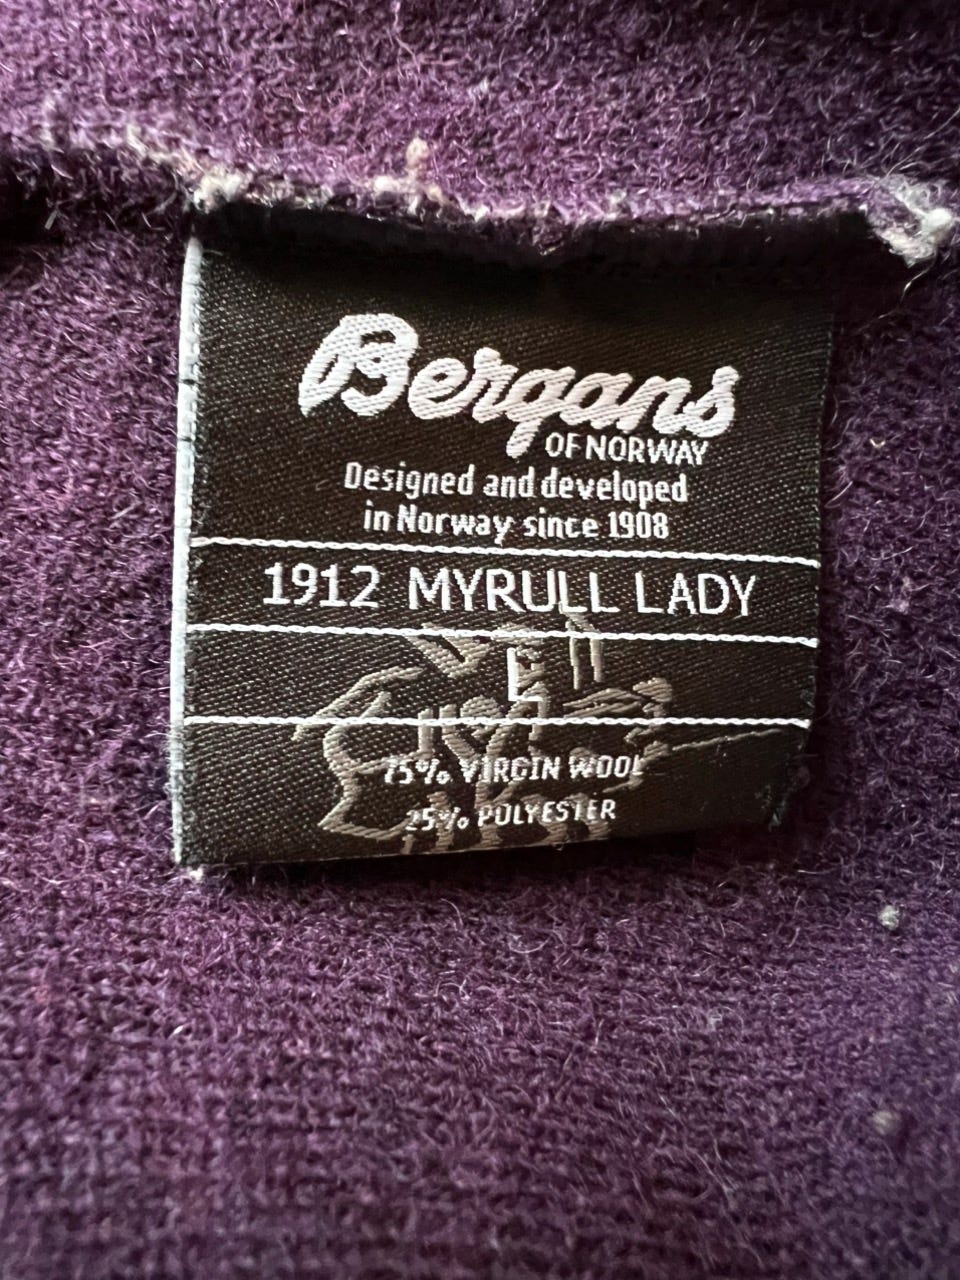 Bergans
OF NORWAY
Designed and developed
in Norway since 1908
1912 MYRULL LADY
L
75% VIRGIN WOOL
25% POLYESTER